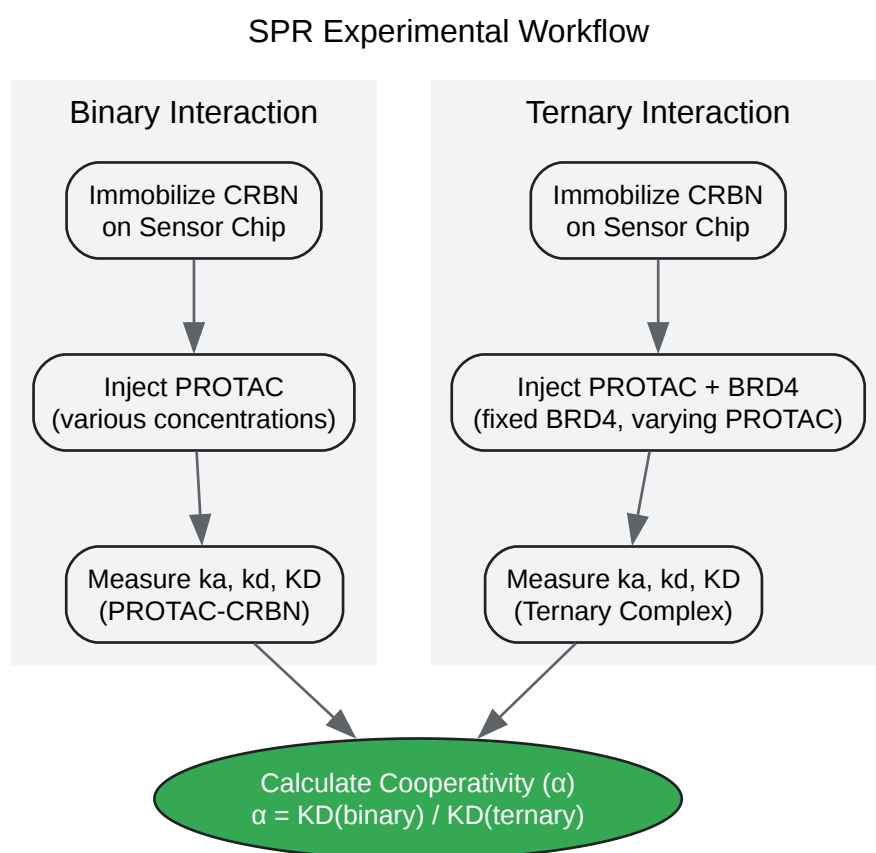 SPR Experimental Workflow
Binary Interaction
Immobilize CRBN
on Sensor Chip
Inject PROTAC
(various concentrations)
Measure ka, kd, KD
(PROTAC-CRBN)
Ternary Interaction
Immobilize CRBN
on Sensor Chip
Inject PROTAC + BRD4
(fixed BRD4, varying PROTAC)
Measure ka, kd, KD
(Ternary Complex)
Calculate Cooperativity (α)
α = KD(binary) / KD(ternary)